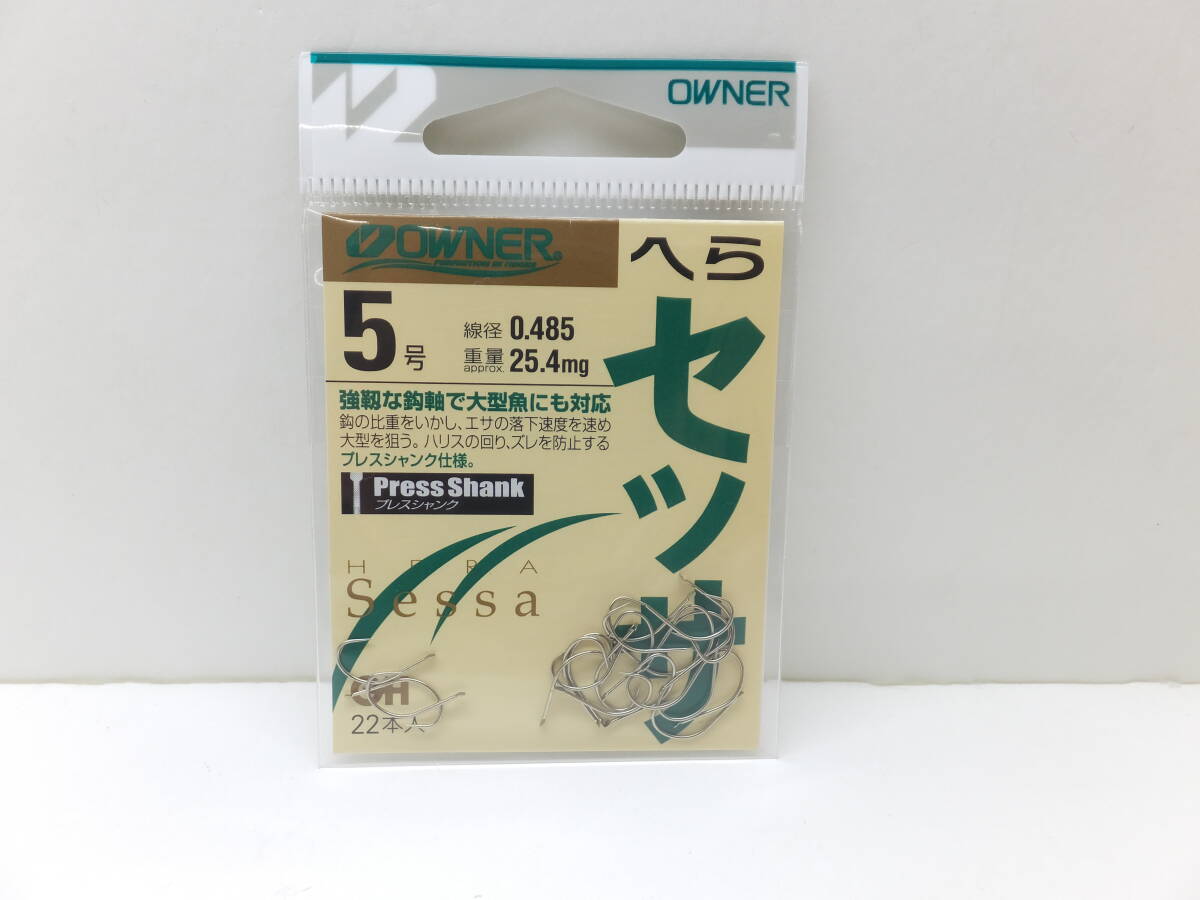 OWNER
OWNER®
へら
セッサ
5号
線径 0.485
重量 approx. 25.4mg
強靱な鈎軸で大型魚にも対応
鈎の比重をいかし、エサの落下速度を速め
大型を狙う。ハリスの回り、ズレを防止する
プレスシャンク仕様。
Press Shank
プレスシャンク
HERA
Sessa
OH
22本入